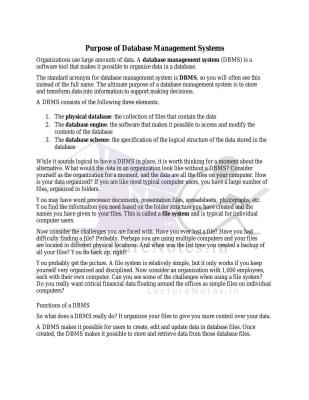 Purpose of Database Management Systems
Organizations use large amounts of data. A database management system (DBMS) is a
software tool that makes it possible to organize data in a database.
The standard acronym for database management system is DBMS, so you will often see this
instead of the full name. The ultimate purpose of a database management system is to store
and transform data into information to support making decisions.
A DBMS consists of the following three elements:
1. The physical database: the collection of files that contain the data
2. The database engine: the software that makes it possible to access and modify the
contents of the database
3. The database scheme: the specification of the logical structure of the data stored in the
database
While it sounds logical to have a DBMS in place, it is worth thinking for a moment about the
alternative. What would the data in an organization look like without a DBMS? Consider
yourself as the organization for a moment, and the data are all the files on your computer. How
is your data organized? If you are like most typical computer users, you have a large number of
files, organized in folders.
You may have word processor documents, presentation files, spreadsheets, photographs, etc.
You find the information you need based on the folder structure you have created and the
names you have given to your files. This is called a file system and is typical for individual
computer users.
Now consider the challenges you are faced with. Have you ever lost a file? Have you had
difficulty finding a file? Probably. Perhaps you are using multiple computers and your files
are located in different physical locations. And when was the last time you created a backup of
all your files? You do back up, right?
You probably get the picture. A file system is relatively simple, but it only works if you keep
yourself very organized and disciplined. Now consider an organization with 1,000 employees,
each with their own computer. Can you see some of the challenges when using a file system?
Do you really want critical financial data floating around the offices as simple files on individual
computers?
LectureNotes.in
Functions of a DBMS
So what does a DBMS really do? It organizes your files to give you more control over your data.
A DBMS makes it possible for users to create, edit and update data in database files. Once
created, the DBMS makes it possible to store and retrieve data from those database files.